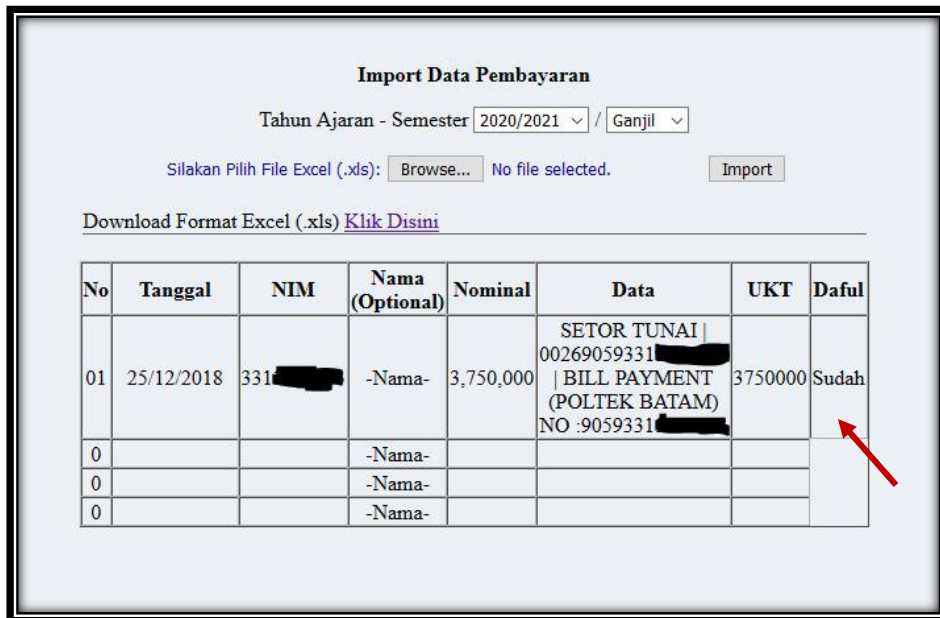 Import Data Pembayaran
Tahun Ajaran - Semester 2020/2021 / Ganjil
Silakan Pilih File Excel (.xls): Browse... No file selected. Import
Download Format Excel (.xls) Klik Disini
No Tanggal NIM Nama (Optional) Nominal Data UKT Daful
01 25/12/2018 331 -Nama- 3,750,000 SETOR TUNAI |
00269059331
| BILL PAYMENT
(POLTEK BATAM)
NO :9059331
3750000 Sudah
0 -Nama-
0 -Nama-
0 -Nama-